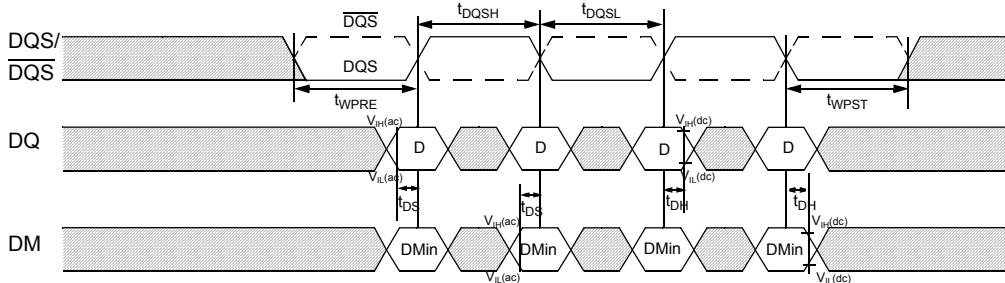 DQS/
DQS
DQS
tDQSH
tDQSL
DQS
tWPRE
tWPST
DQ
VIH(ac)
VIH(dc)
D
D
D
D
VIL(ac)
VIL(dc)
tDS
tDS
tDH
tDH
DM
VIH(ac)
VIH(dc)
DMin
DMin
DMin
DMin
VIL(ac)
VIL(dc)